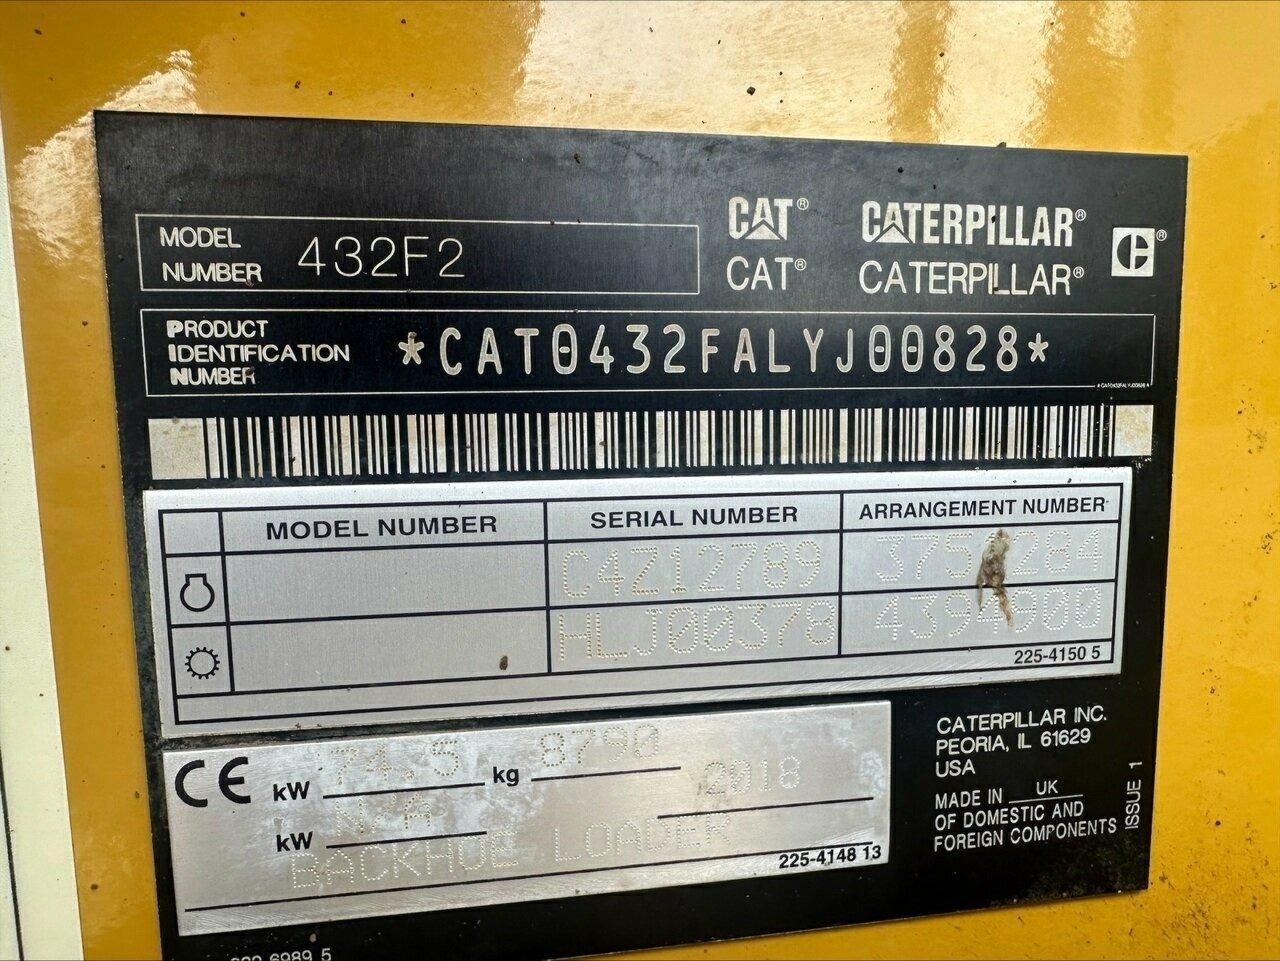 MODEL NUMBER 432F2
CAT® CATERPILLAR®
CAT® CATERPILLAR®
PRODUCT IDENTIFICATION NUMBER *CAT0432FALYJ00828*
*CAT0432FALYJ00828*
MODEL NUMBER SERIAL NUMBER ARRANGEMENT NUMBER
C4Z12789
HLJ00378 4394900
225-4150 5
CE kW 74.5 kg 8790 2018
kW N/A
BACKHOE LOADER
225-4148 13
CATERPILLAR INC.
PEORIA, IL 61629
USA
MADE IN UK
OF DOMESTIC AND
FOREIGN COMPONENTS
ISSUE 1